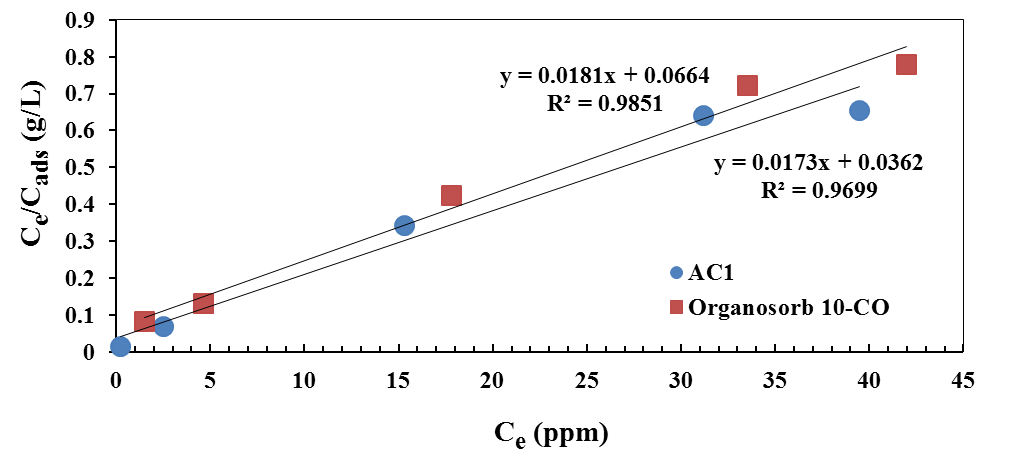 0.9
0.8
0.7
0.6
0.5
0.4
0.3
0.2
0.1
0
Ce/Cads (g/L)
y = 0.0181x + 0.0664
R² = 0.9851
y = 0.0173x + 0.0362
R² = 0.9699
AC1
Organosorb 10-CO
0 5 10 15 20 25 30 35 40 45
Ce (ppm)